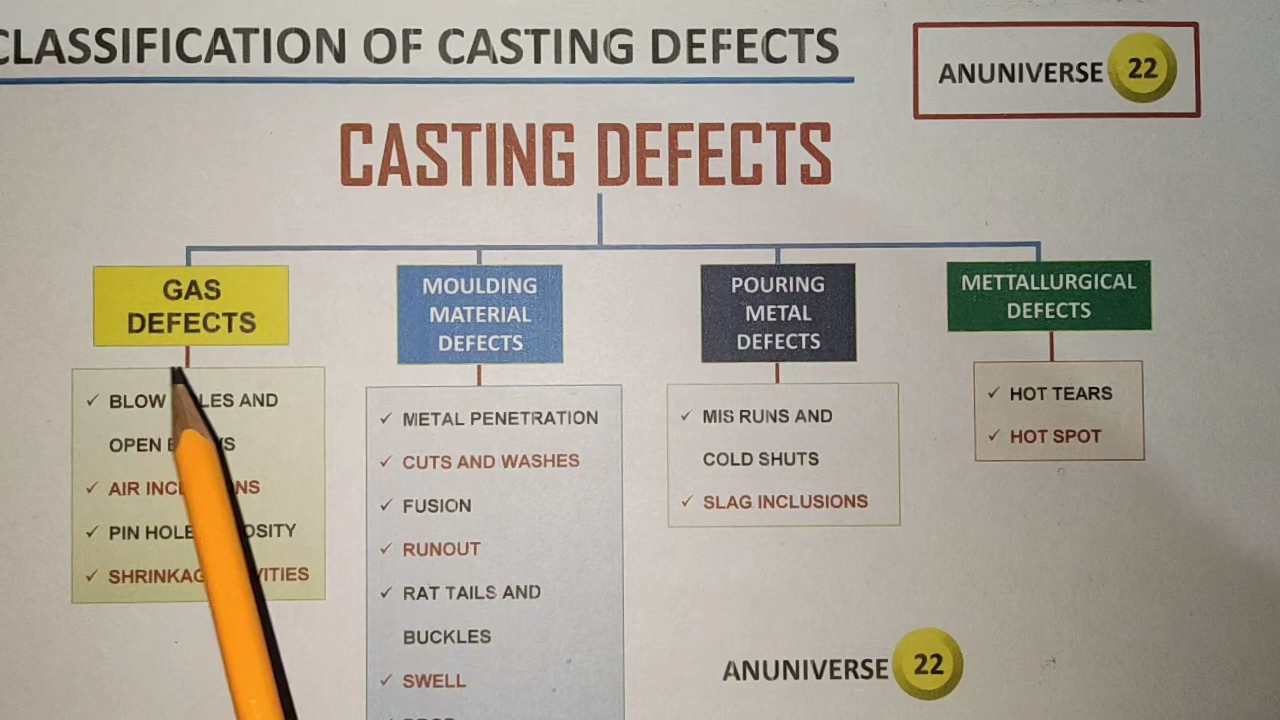 CLASSIFICATION OF CASTING DEFECTS
ANUNIVERSE 22
CASTING DEFECTS
GAS
DEFECTS
BLOW AND
OPEN
AIR
PIN
MOULDING
MATERIAL
DEFECTS
METAL PENETRATION
CUTS AND WASHES
FUSION
RUNOUT
RAT TAILS AND
BUCKLES
SWELL
POURING
METAL
DEFECTS
MIS RUNS AND
COLD SHUTS
SLAG INCLUSIONS
METTALLURGICAL
DEFECTS
HOT TEARS
HOT SPOT
ANUNIVERSE 22